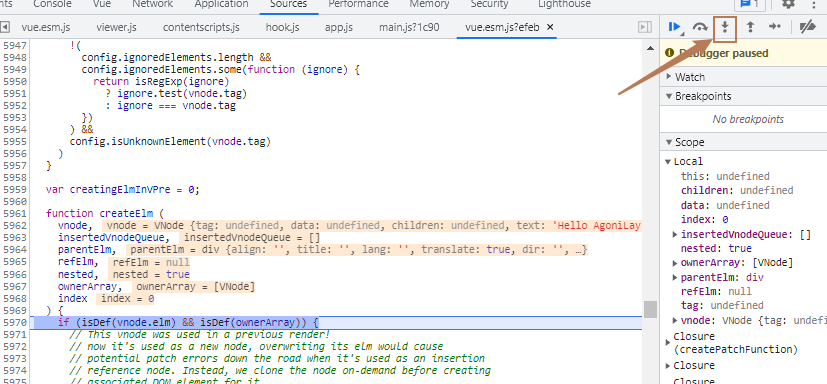 Elements
Console
Recorder
Sources
Network
Application
Security
Memory
Lighthouse
1
vue.esm.js
viewer.js
contentscripts.js
hook.js
app.js
main.js?1c90
vue.esm.js?efeb ×
5947 !(
5948 config.ignoredElements.length &&
5949 config.ignoredElements.some(function (ignore) {
5950 return isRegExp(ignore)
5951 ? ignore.test(vnode.tag)
5952 : ignore === vnode.tag
5953 })
5954 ) &&
5955 config.isUnknownElement(vnode.tag)
5956 )
5957 }
5958
5959 var creatingElmInVPre = 0;
5960
5961 function createElm (
5962 vnode, vnode = VNode {tag: undefined, data: undefined, children: undefined, text: 'Hello AgoniLay
5963 insertedVnodeQueue, insertedVnodeQueue = []
5964 parentElm, parentElm = div {align: '', title: '', lang: '', translate: true, dir: '', …}
5965 refElm, refElm = null
5966 nested, nested = true
5967 ownerArray, ownerArray = [VNode]
5968 index index = 0
5969 ) {
5970 if (isDef(vnode.elm) && isDef(ownerArray)) {
5971 // This vnode was used in a previous render!
5972 // now it's used as a new node, overwriting its elm would cause
5973 // potential patch errors down the road when it's used as an insertion
5974 // reference node. Instead, we clone the node on-demand before creating
5975 // associated DOM element for it.
Debugger paused
Watch
Breakpoints
No breakpoints
Scope
Local
this: undefined
children: undefined
data: undefined
index: 0
insertedVnodeQueue: []
nested: true
ownerArray: [VNode]
parentElm: div
refElm: null
tag: undefined
vnode: VNode {tag: undef
Closure
(createPatchFunction)
Closure
Closure